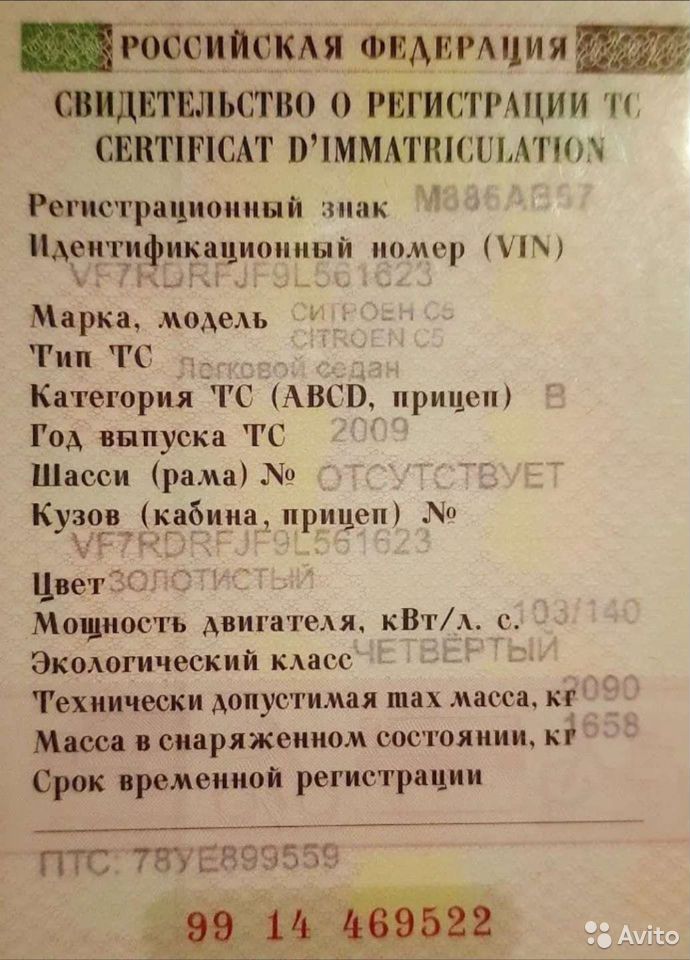 РОССИЙСКАЯ ФЕДЕРАЦИЯ
СВИДЕТЕЛЬСТВО О РЕГИСТРАЦИИ ТС
CERTIFICAT D'IMMATRICULATION
Регистрационный знак М886АВ57
Идентификационный номер (VIN)
VF7RDRFJF9L561623
Марка, модель СИТРОЕН С5
CITROEN C5
Тип ТС Легковой седан
Категория ТС (ABCD, прицеп) В
Год выпуска ТС 2009
Шасси (рама) № ОТСУТСТВУЕТ
Кузов (кабина, прицеп) №
VF7RDRFJF9L561623
Цвет ЗОЛОТИСТЫЙ
Мощность двигателя, кВт/л. с. 103/140
Экологический класс ЧЕТВЁРТЫЙ
Технически допустимая max масса, кг 2090
Масса в снаряженном состоянии, кг 1658
Срок временной регистрации
ПТС: 78УЕ899559
99 14 469522
Avito